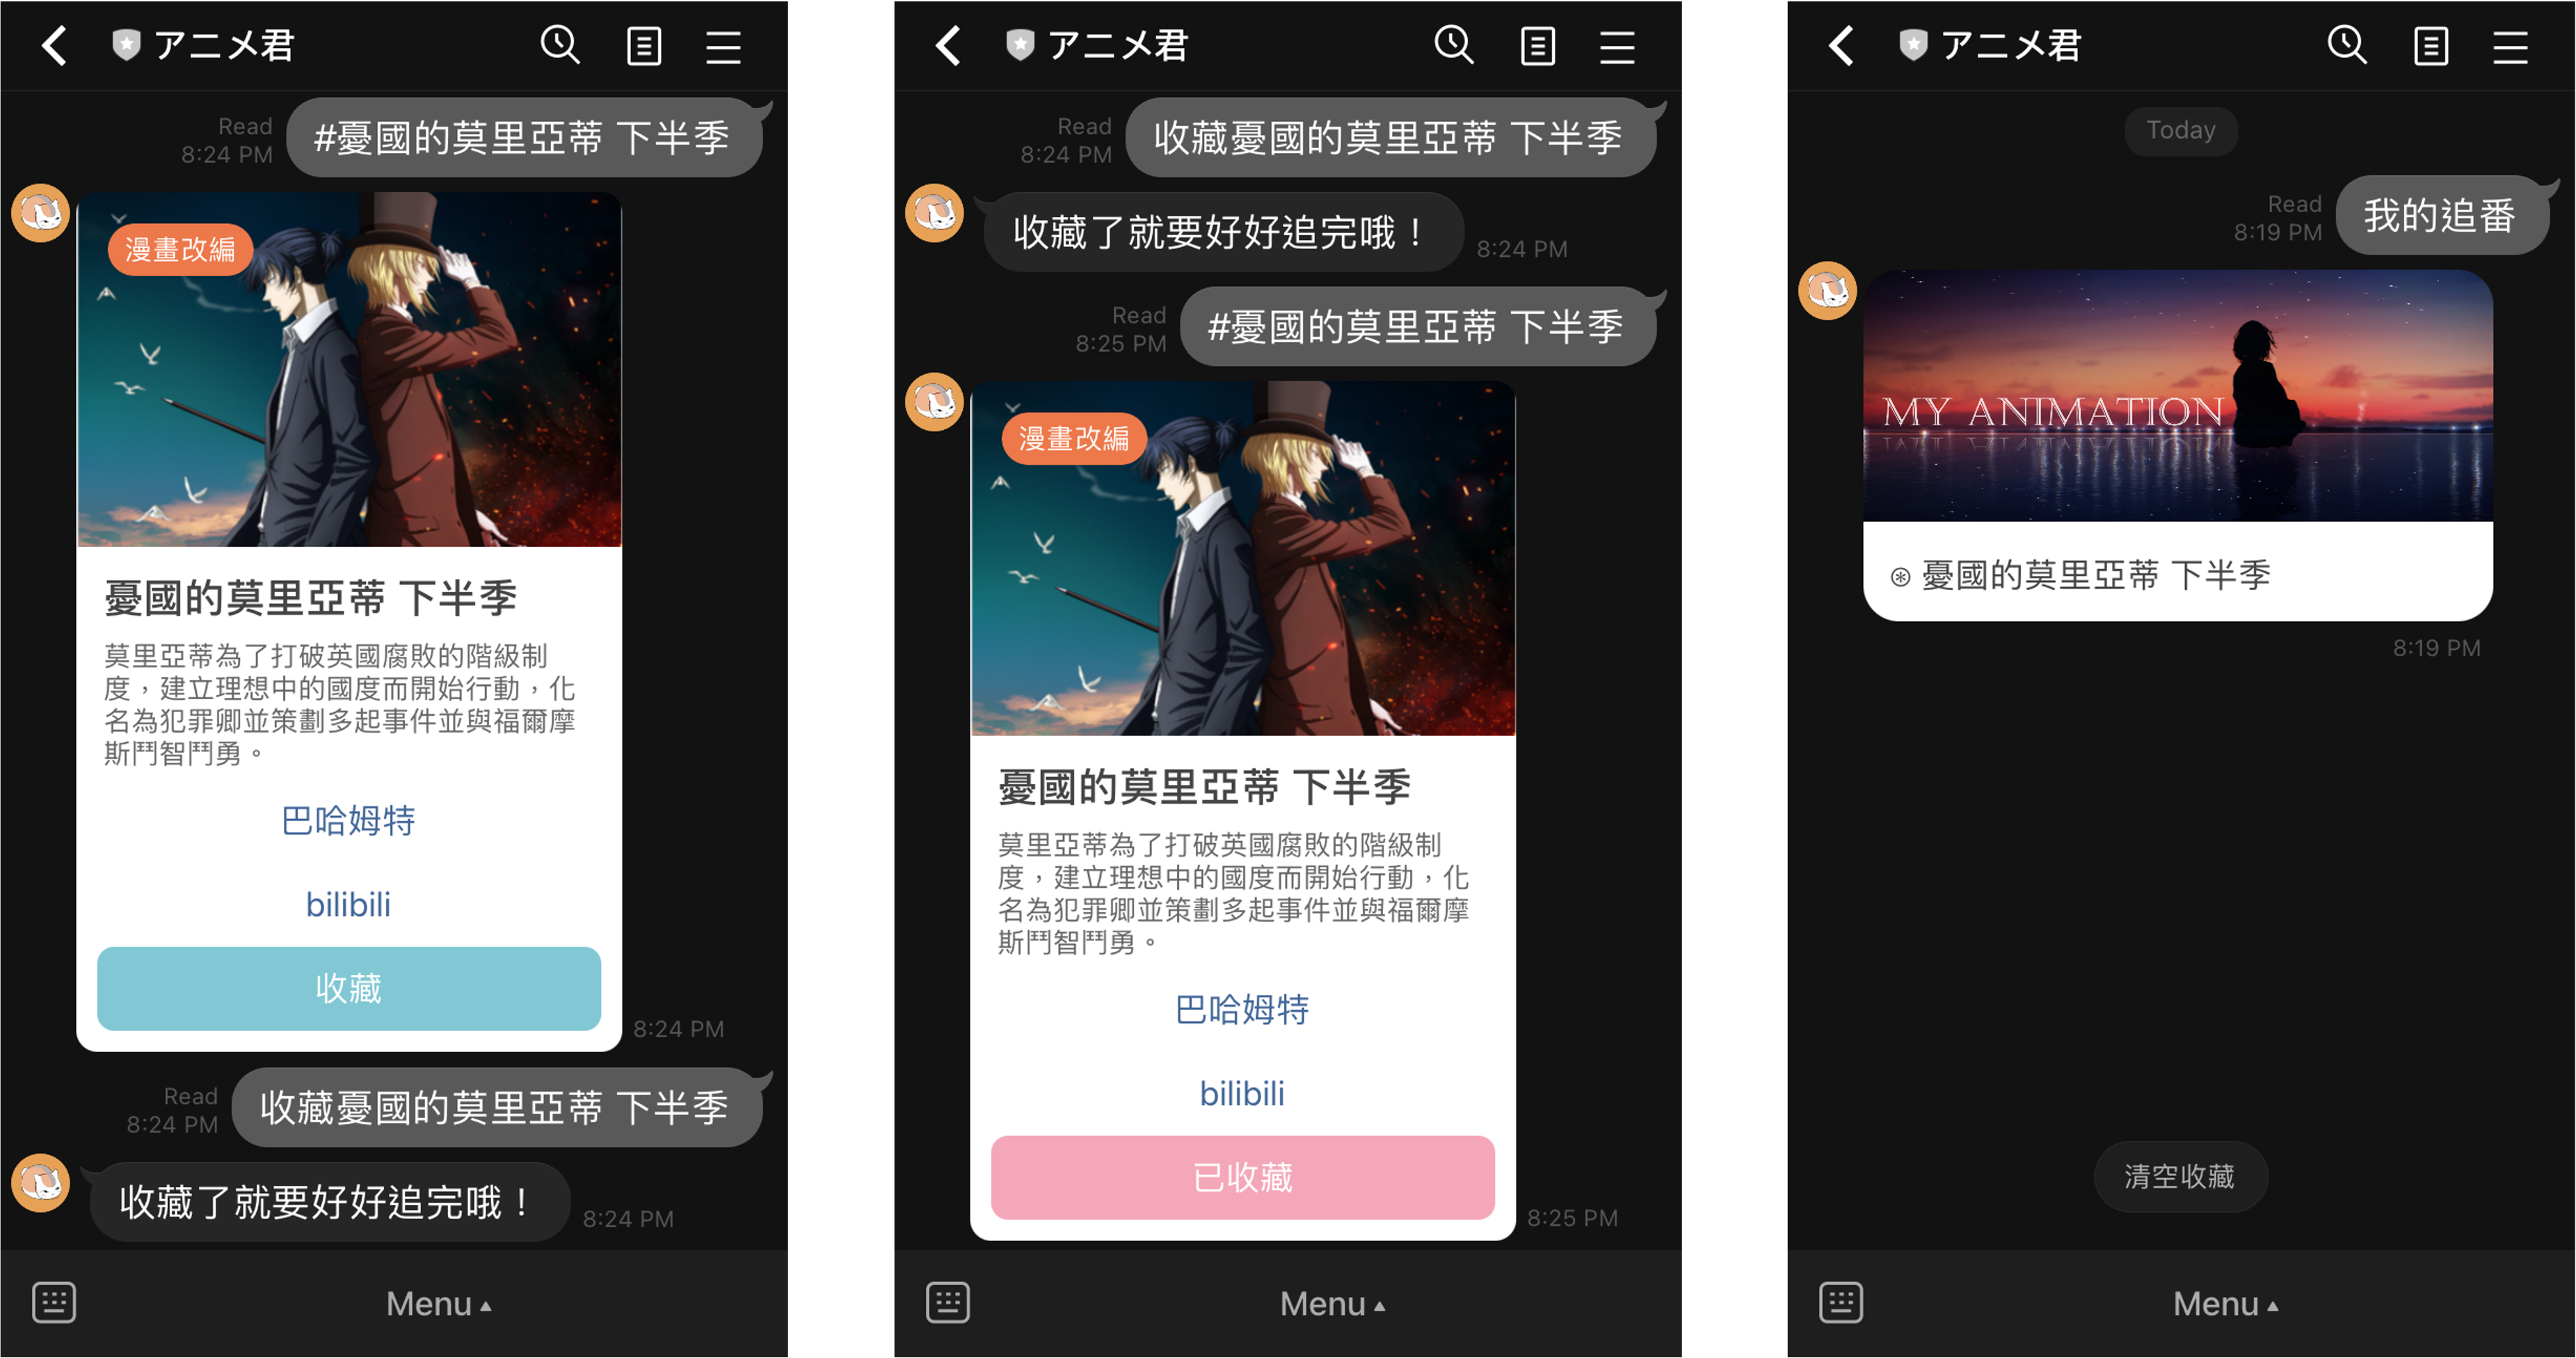 アニメ君
Read
8:24 PM
#憂國的莫里亞蒂 下半季
漫畫改編
憂國的莫里亞蒂 下半季
莫里亞蒂為了打破英國腐敗的階級制
度，建立理想中的國度而開始行動，化
名為犯罪卿並策劃多起事件並與福爾摩
斯鬥智鬥勇。
巴哈姆特
bilibili
收藏
8:24 PM
Read
8:24 PM
收藏憂國的莫里亞蒂 下半季
收藏了就要好好追完哦！
8:24 PM
Menu
アニメ君
Read
8:24 PM
收藏憂國的莫里亞蒂 下半季
收藏了就要好好追完哦！
8:24 PM
Read
8:25 PM
#憂國的莫里亞蒂 下半季
漫畫改編
憂國的莫里亞蒂 下半季
莫里亞蒂為了打破英國腐敗的階級制
度，建立理想中的國度而開始行動，化
名為犯罪卿並策劃多起事件並與福爾摩
斯鬥智鬥勇。
巴哈姆特
bilibili
已收藏
8:25 PM
Menu
アニメ君
Today
Read
8:19 PM
我的追番
MY ANIMATION
憂國的莫里亞蒂 下半季
8:19 PM
清空收藏
Menu